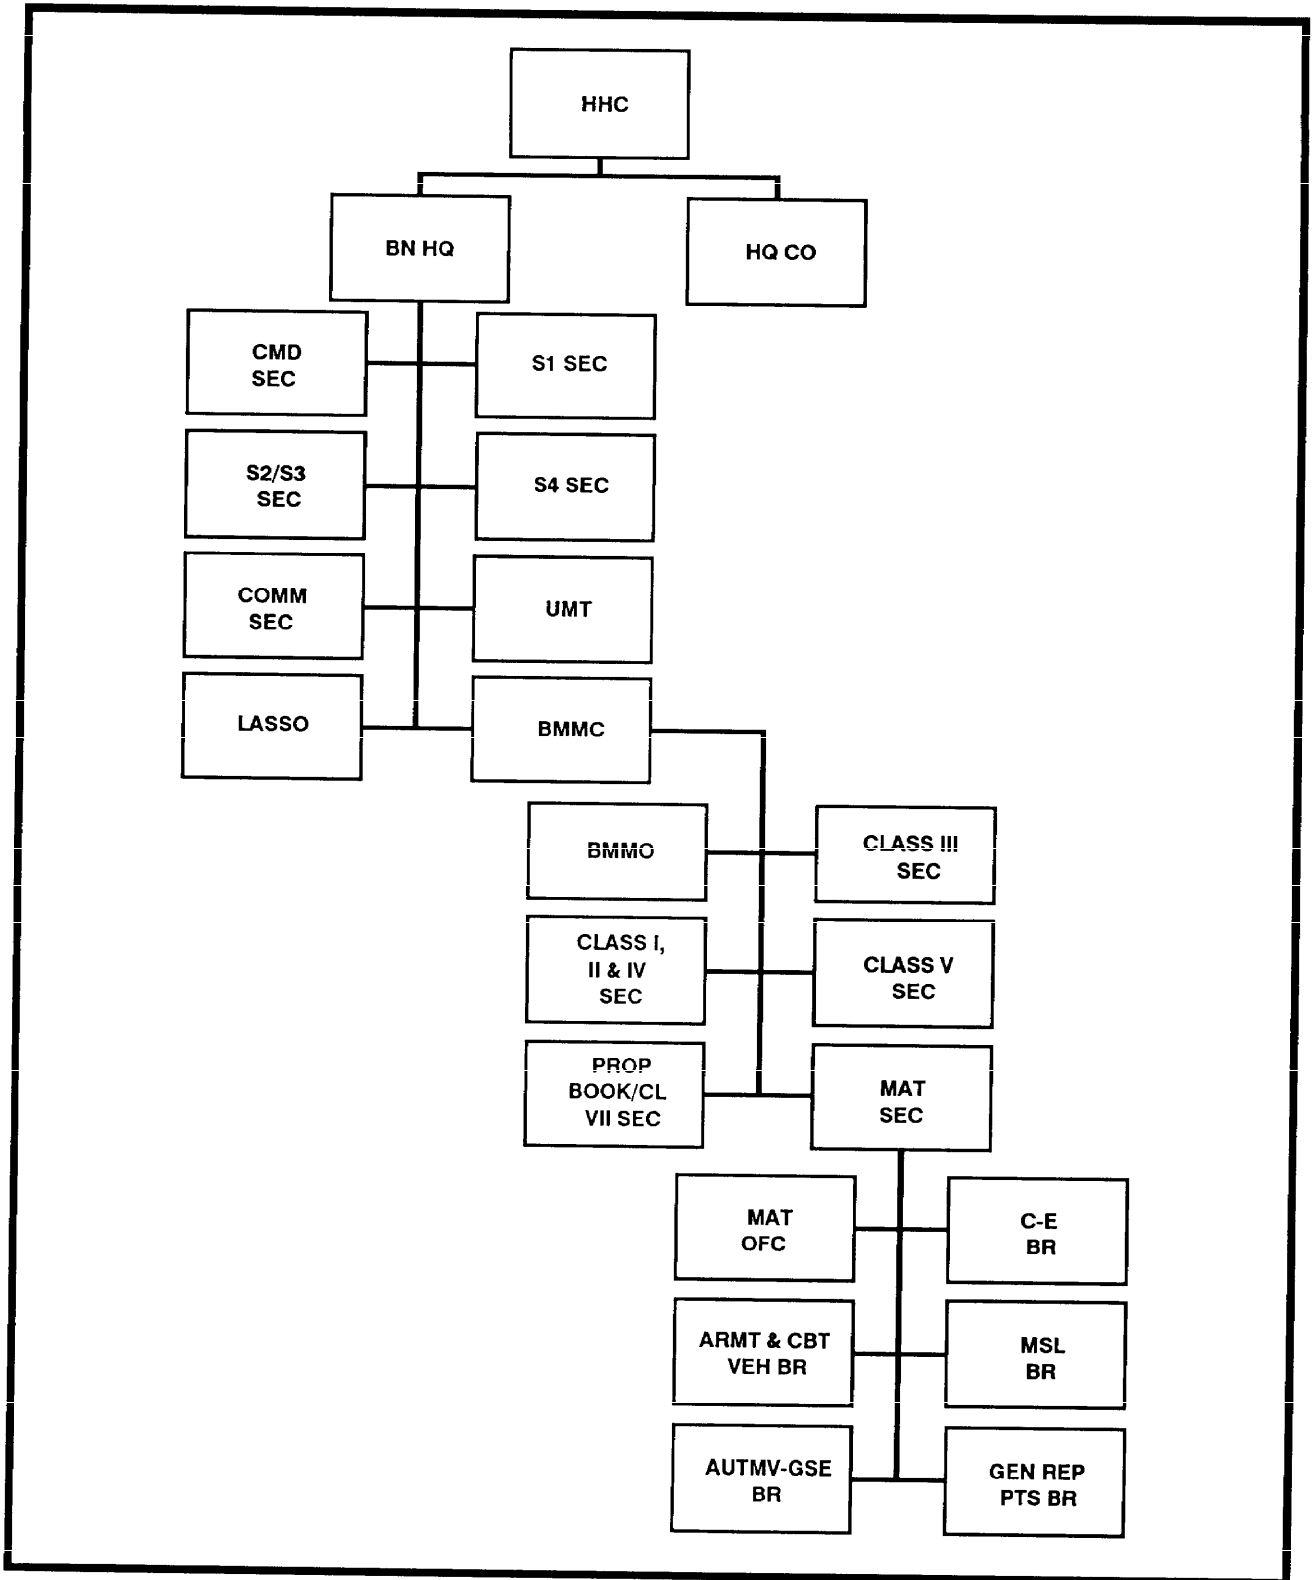 HHC
BN HQ
HQ CO
CMD
SEC
S1 SEC
S2/S3
SEC
S4 SEC
COMM
SEC
UMT
LASSO
BMMC
BMMO
CLASS III
SEC
CLASS I,
II & IV
SEC
CLASS V
SEC
PROP
BOOK/CL
VII SEC
MAT
SEC
MAT
OFC
C-E
BR
ARMT & CBT
VEH BR
MSL
BR
AUTMV-GSE
BR
GEN REP
PTS BR